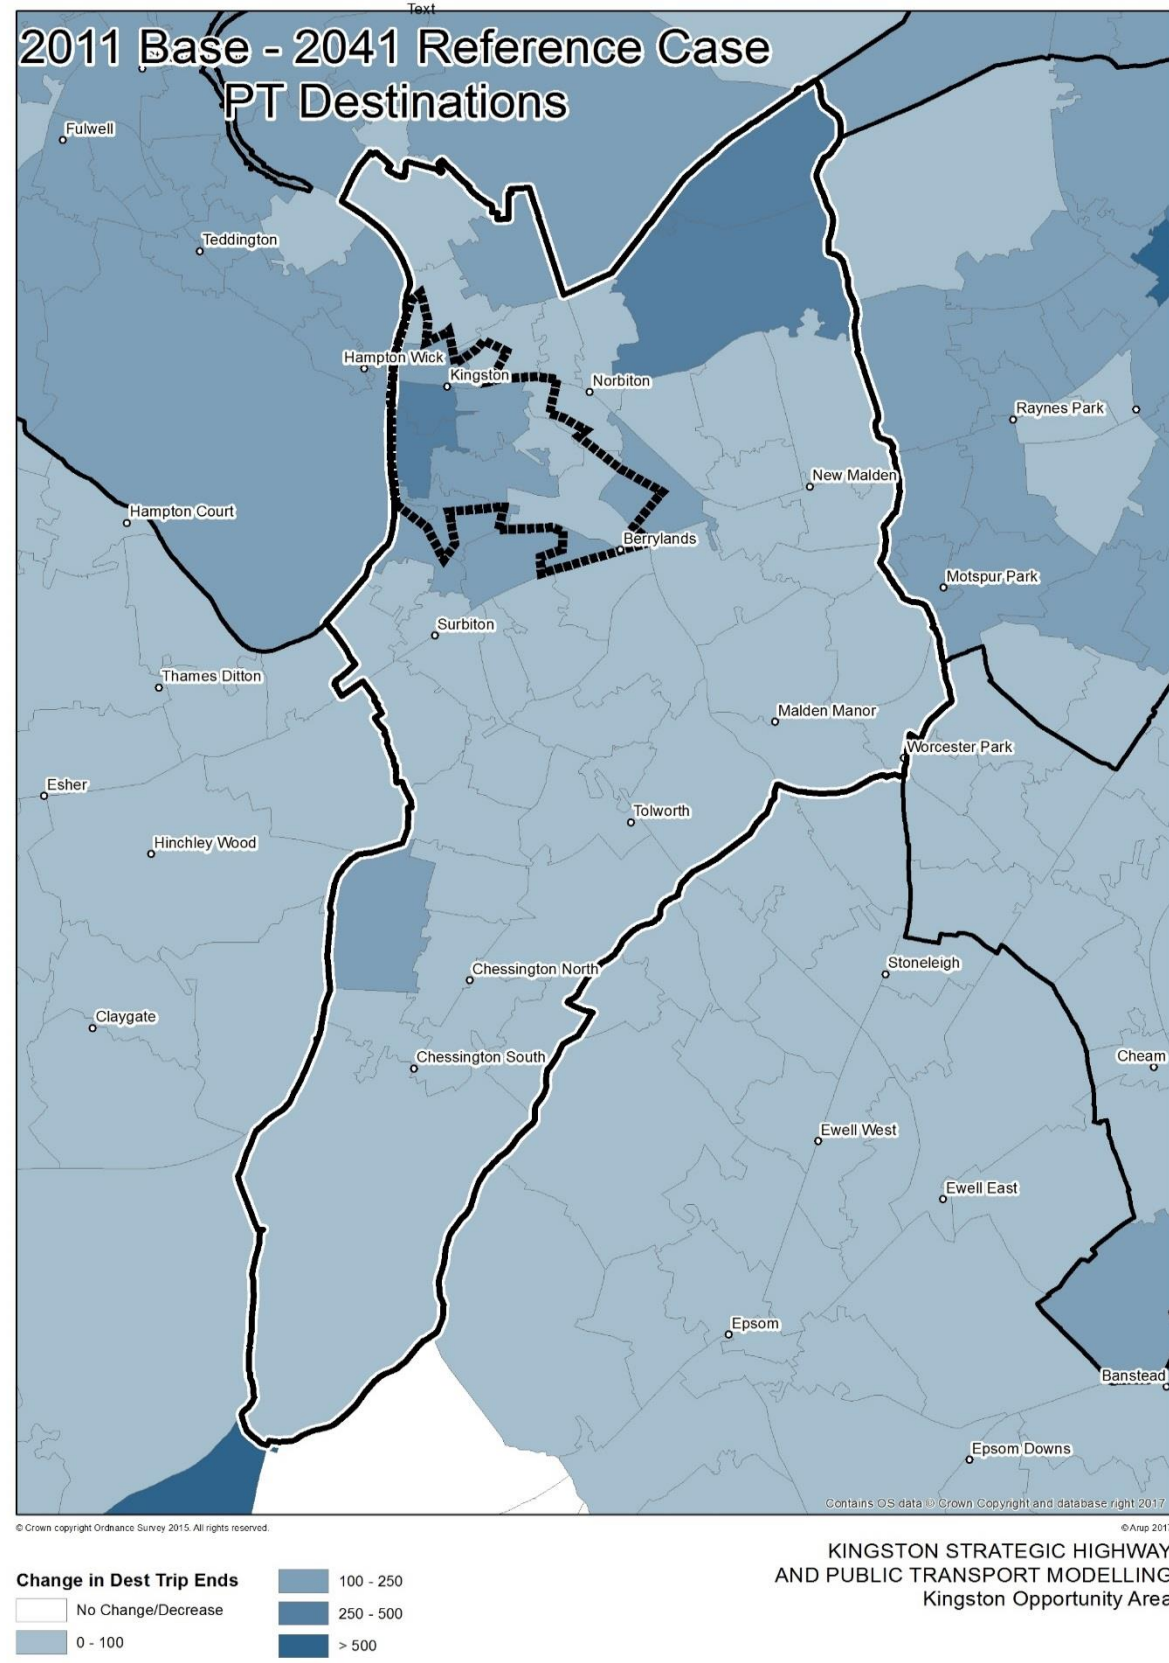 Text
2011 Base - 2041 Reference Case
PT Destinations
Fulwell
Teddington
Hampton Wick
Kingston
Norbiton
Raynes Park
New Malden
Hampton Court
Berrylands
Motspur Park
Surbiton
Thames Ditton
Malden Manor
Worcester Park
Esher
Tolworth
Hinchley Wood
Stoneleigh
Chessington North
Claygate
Chessington South
Cheam
Ewell West
Ewell East
Epsom
Banstead
Epsom Downs
Contains OS data © Crown Copyright and database right 2017
© Crown copyright Ordnance Survey 2015. All rights reserved.
© Arup 2017
KINGSTON STRATEGIC HIGHWAY
AND PUBLIC TRANSPORT MODELLING
Kingston Opportunity Area
Change in Dest Trip Ends
No Change/Decrease
0 - 100
100 - 250
250 - 500
> 500